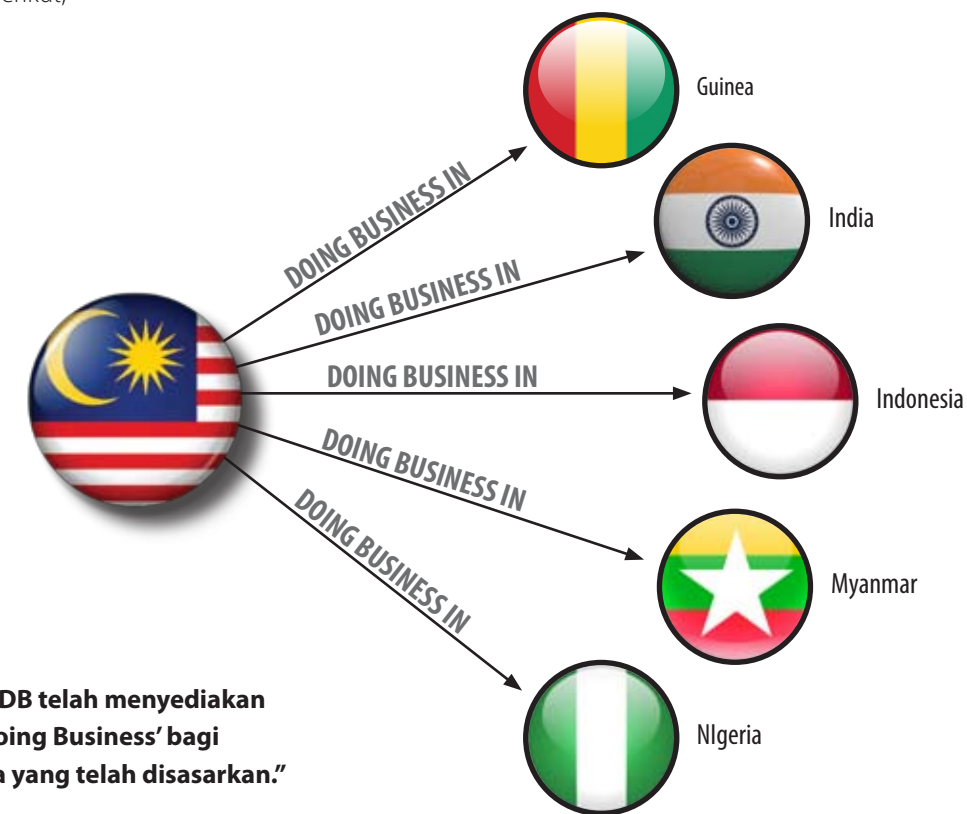 DOING BUSINESS IN
Guinea
DOING BUSINESS IN
India
DOING BUSINESS IN
Indonesia
DOING BUSINESS IN
Myanmar
DOING BUSINESS IN
NIgeria
DB telah menyediakan
oing Business’ bagi
a yang telah disasarkan.”